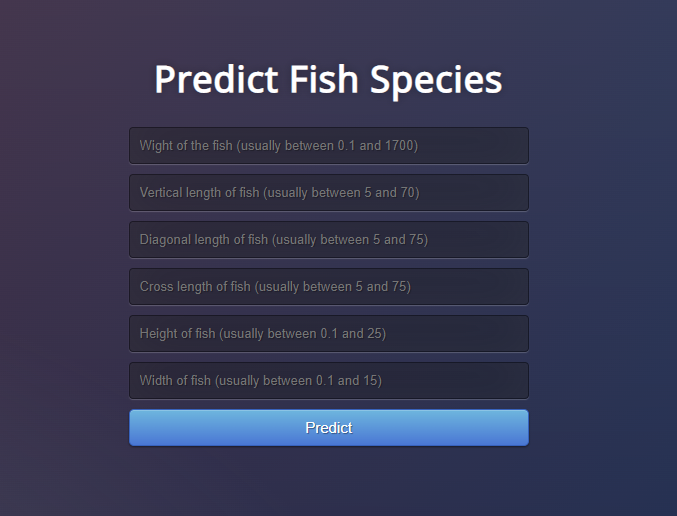 Predict Fish Species
Wight of the fish (usually between 0.1 and 1700)
Vertical length of fish (usually between 5 and 70)
Diagonal length of fish (usually between 5 and 75)
Cross length of fish (usually between 5 and 75)
Height of fish (usually between 0.1 and 25)
Width of fish (usually between 0.1 and 15)
Predict